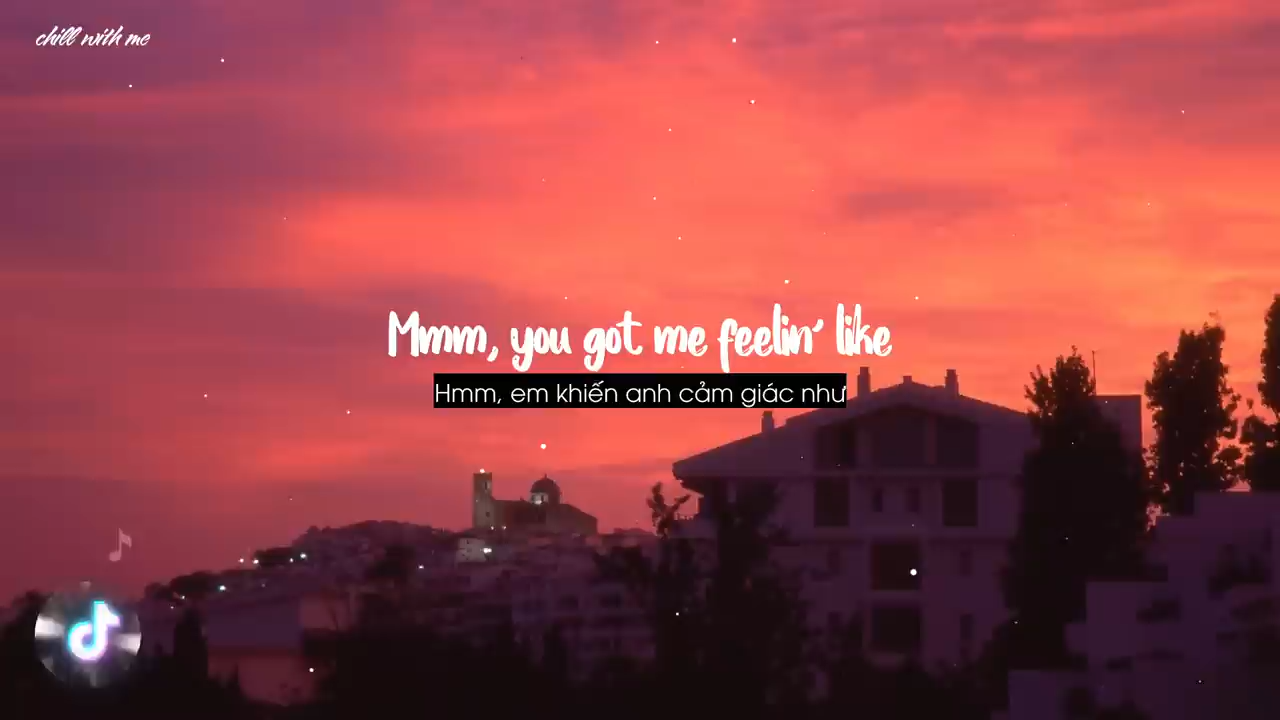 chill with me
Mmm, you got me feelin' like
Hmm, em khiến anh cảm giác như